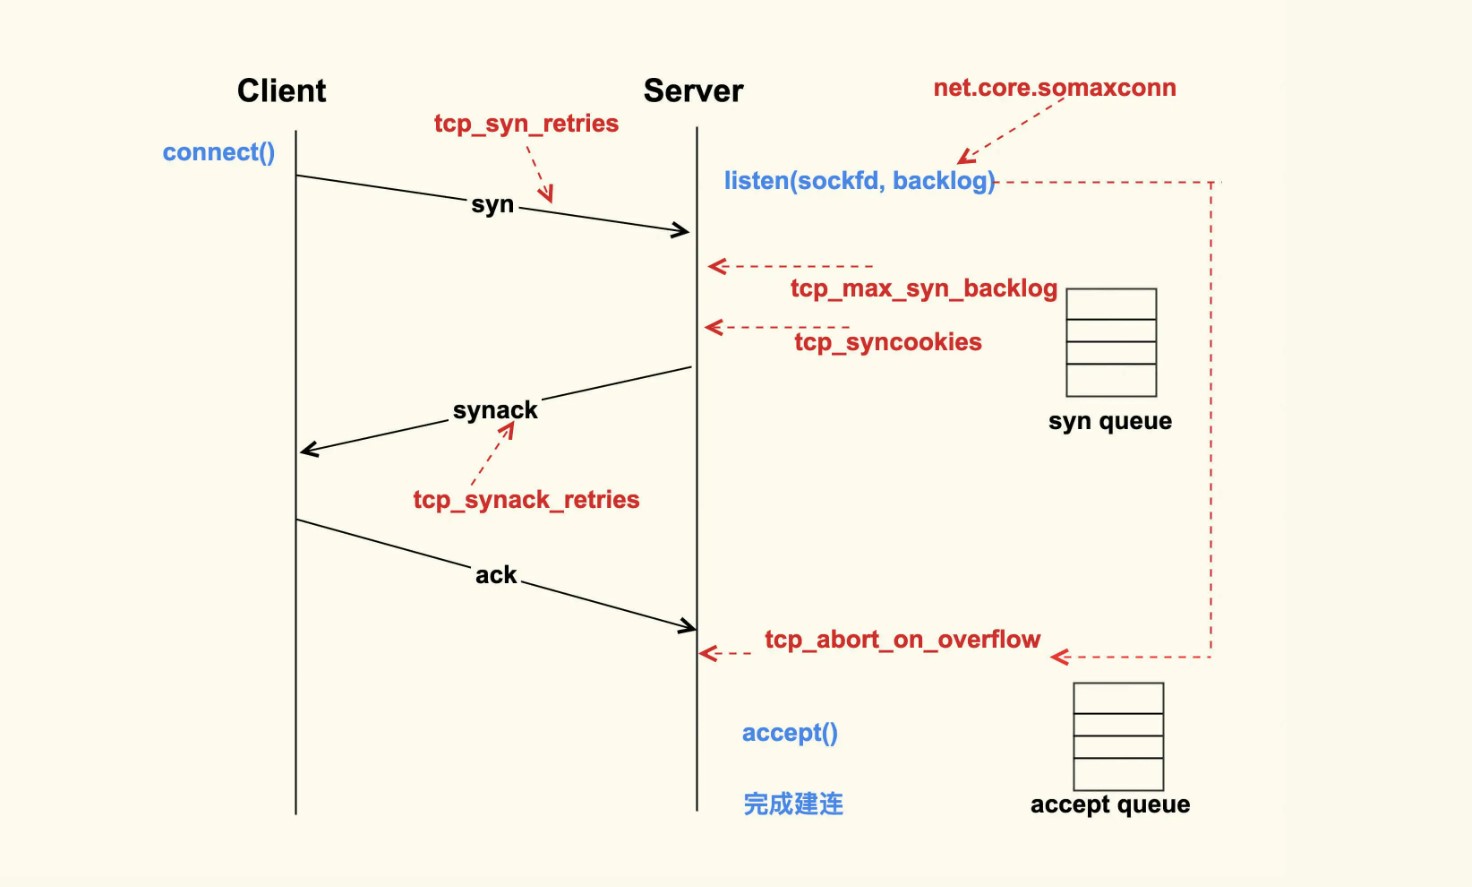 Client
Server
net.core.somaxconn
tcp_syn_retries
connect()
listen(sockfd, backlog)
syn
tcp_max_syn_backlog
tcp_syncookies
synack
syn queue
tcp_synack_retries
ack
tcp_abort_on_overflow
accept()
完成建连
accept queue